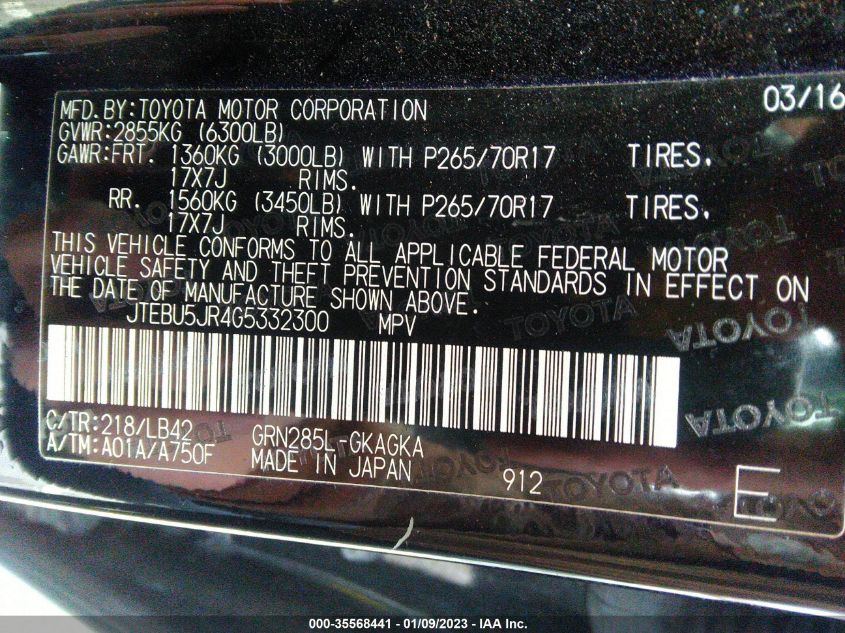 MFD.BY:TOYOTA MOTOR CORPORATION 03/16
GVWR:2855KG (6300LB)
GAWR:FRT. 1360KG (3000LB) WITH P265/70R17 TIRES,
17X7J RIMS.
RR. 1560KG (3450LB) WITH P265/70R17 TIRES,
17X7J RIMS.
THIS VEHICLE CONFORMS TO ALL APPLICABLE FEDERAL MOTOR
VEHICLE SAFETY AND THEFT PREVENTION STANDARDS IN EFFECT ON
THE DATE OF MANUFACTURE SHOWN ABOVE.
JTEBU5JR4G5332300 MPV
C/TR:218/LB42 GRN285L-GKAGKA
A/TM:A01A/A750F MADE IN JAPAN 912 E
000-35568441 - 01/09/2023 - IAA Inc.